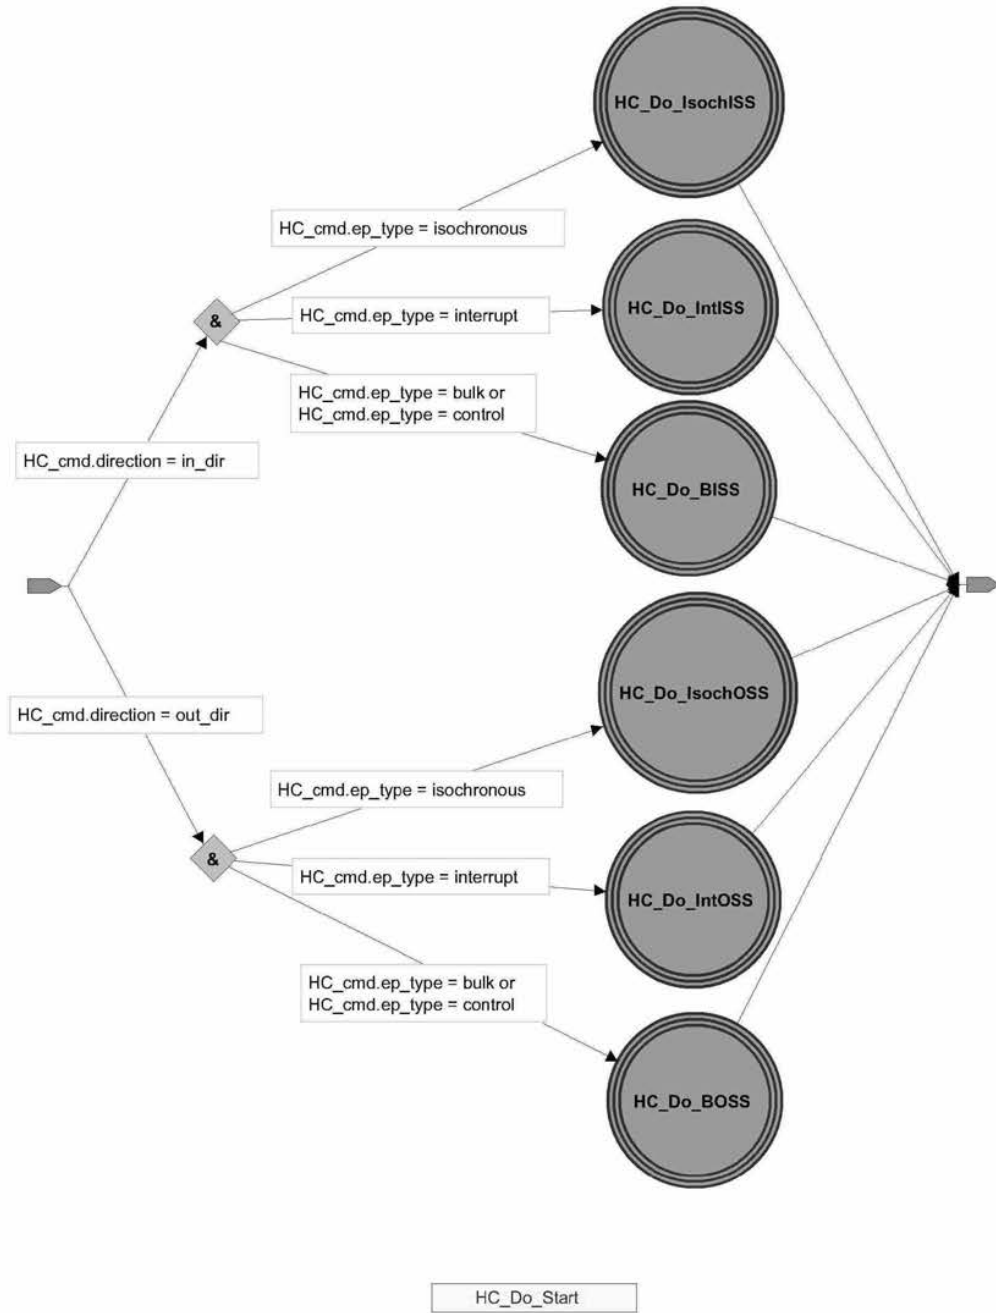 HC_Do_IsochISS
HC_cmd.ep_type = isochronous
HC_Do_IntISS
HC_cmd.ep_type = interrupt
&
HC_cmd.ep_type = bulk or
HC_cmd.ep_type = control
HC_cmd.direction = in_dir
HC_Do_BISS
HC_Do_IsochOSS
HC_cmd.direction = out_dir
HC_cmd.ep_type = isochronous
&
HC_cmd.ep_type = interrupt
HC_Do_IntOSS
HC_cmd.ep_type = bulk or
HC_cmd.ep_type = control
HC_Do_BOSS
HC_Do_Start